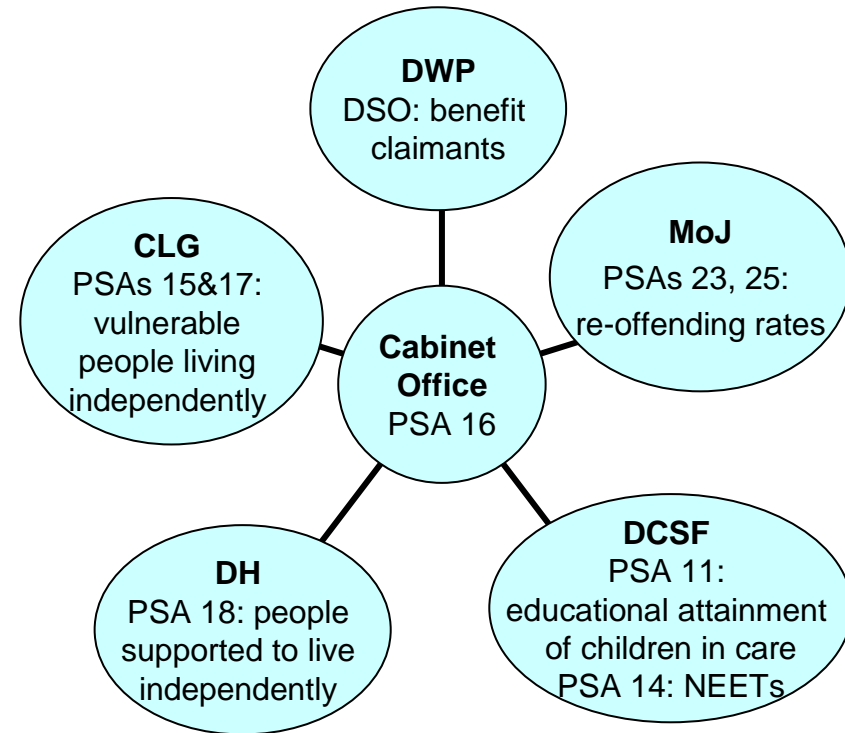 DWP
DSO: benefit
claimants
CLG
PSAs 15&17:
vulnerable
people living
independently
MoJ
PSAs 23, 25:
re-offending rates
Cabinet
Office
PSA 16
DH
PSA 18: people
supported to live
independently
DCSF
PSA 11:
educational attainment
of children in care
PSA 14: NEETs